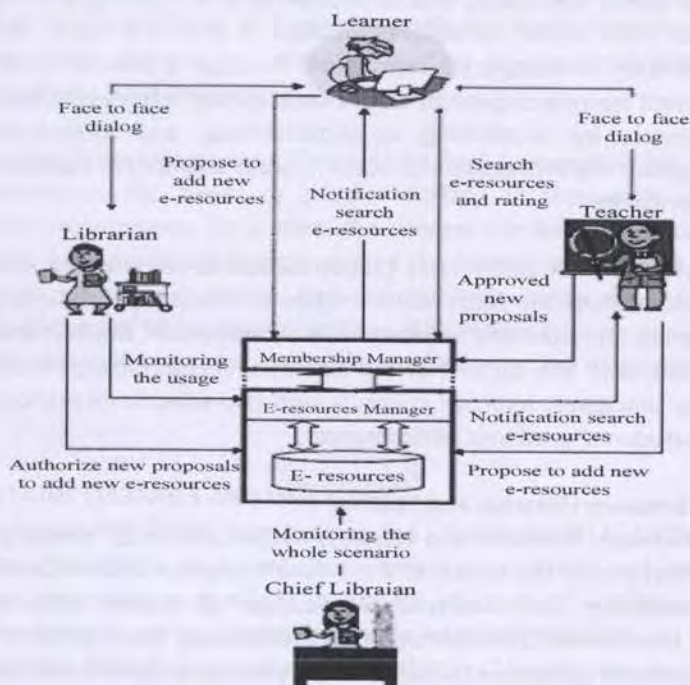 Learner
Face to face
dialog
Face to face
dialog
Propose to
add new
e-resources
Notification
search
e-resources
Search
e-resources
and rating
Librarian
Teacher
Approved
new
proposals
Membership Manager
Monitoring
the usage
E-resources Manager
Notification search
e-resources
Authorize new proposals
to add new e-resources
E- resources
Propose to add new
e-resources
Monitoring the
whole scenario
Chief Libraian